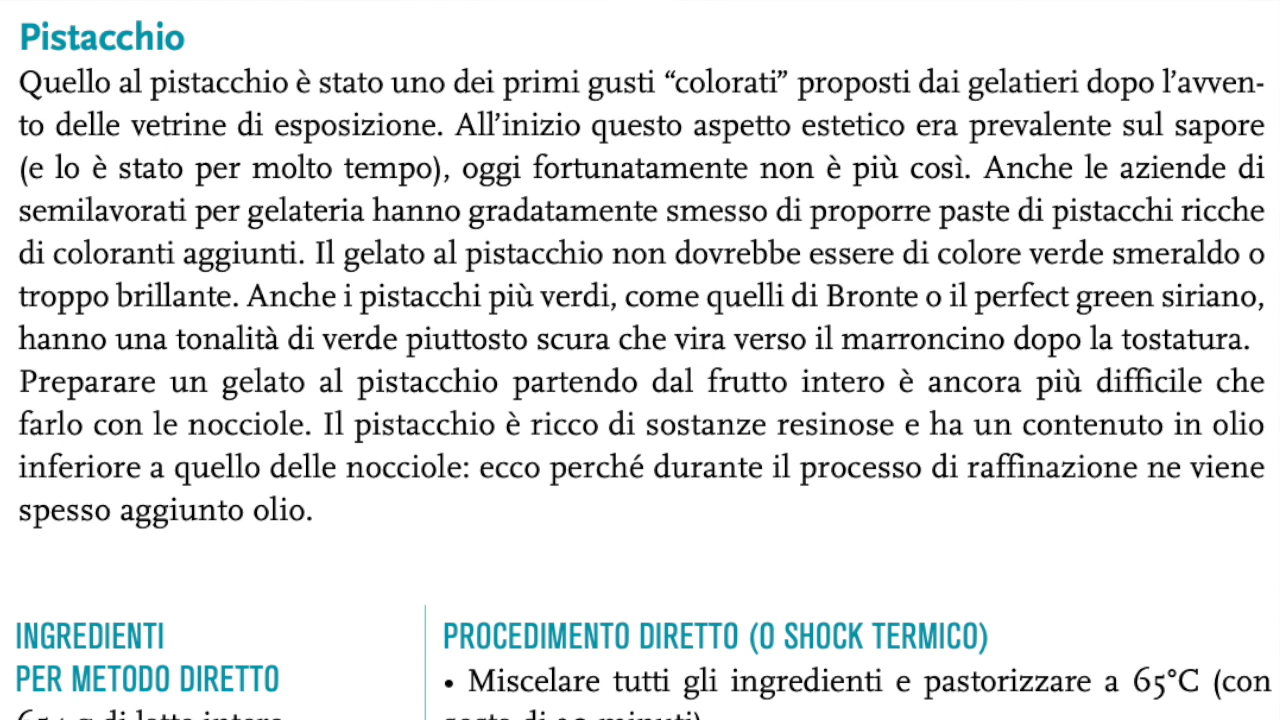 Pistacchio
Quello al pistacchio è stato uno dei primi gusti “colorati” proposti dai gelatieri dopo l’avven-
to delle vetrine di esposizione. All’inizio questo aspetto estetico era prevalente sul sapore
(e lo è stato per molto tempo), oggi fortunatamente non è più così. Anche le aziende di
semilavorati per gelateria hanno gradatamente smesso di proporre paste di pistacchi ricche
di coloranti aggiunti. Il gelato al pistacchio non dovrebbe essere di colore verde smeraldo o
troppo brillante. Anche i pistacchi più verdi, come quelli di Bronte o il perfect green siriano,
hanno una tonalità di verde piuttosto scura che vira verso il marroncino dopo la tostatura.
Preparare un gelato al pistacchio partendo dal frutto intero è ancora più difficile che
farlo con le nocciole. Il pistacchio è ricco di sostanze resinose e ha un contenuto in olio
inferiore a quello delle nocciole: ecco perché durante il processo di raffinazione ne viene
spesso aggiunto olio.
INGREDIENTI
PER METODO DIRETTO
g di latte intero
PROCEDIMENTO DIRETTO (O SHOCK TERMICO)
• Miscelare tutti gli ingredienti e pastorizzare a 65°C (con
sosta di minuti)